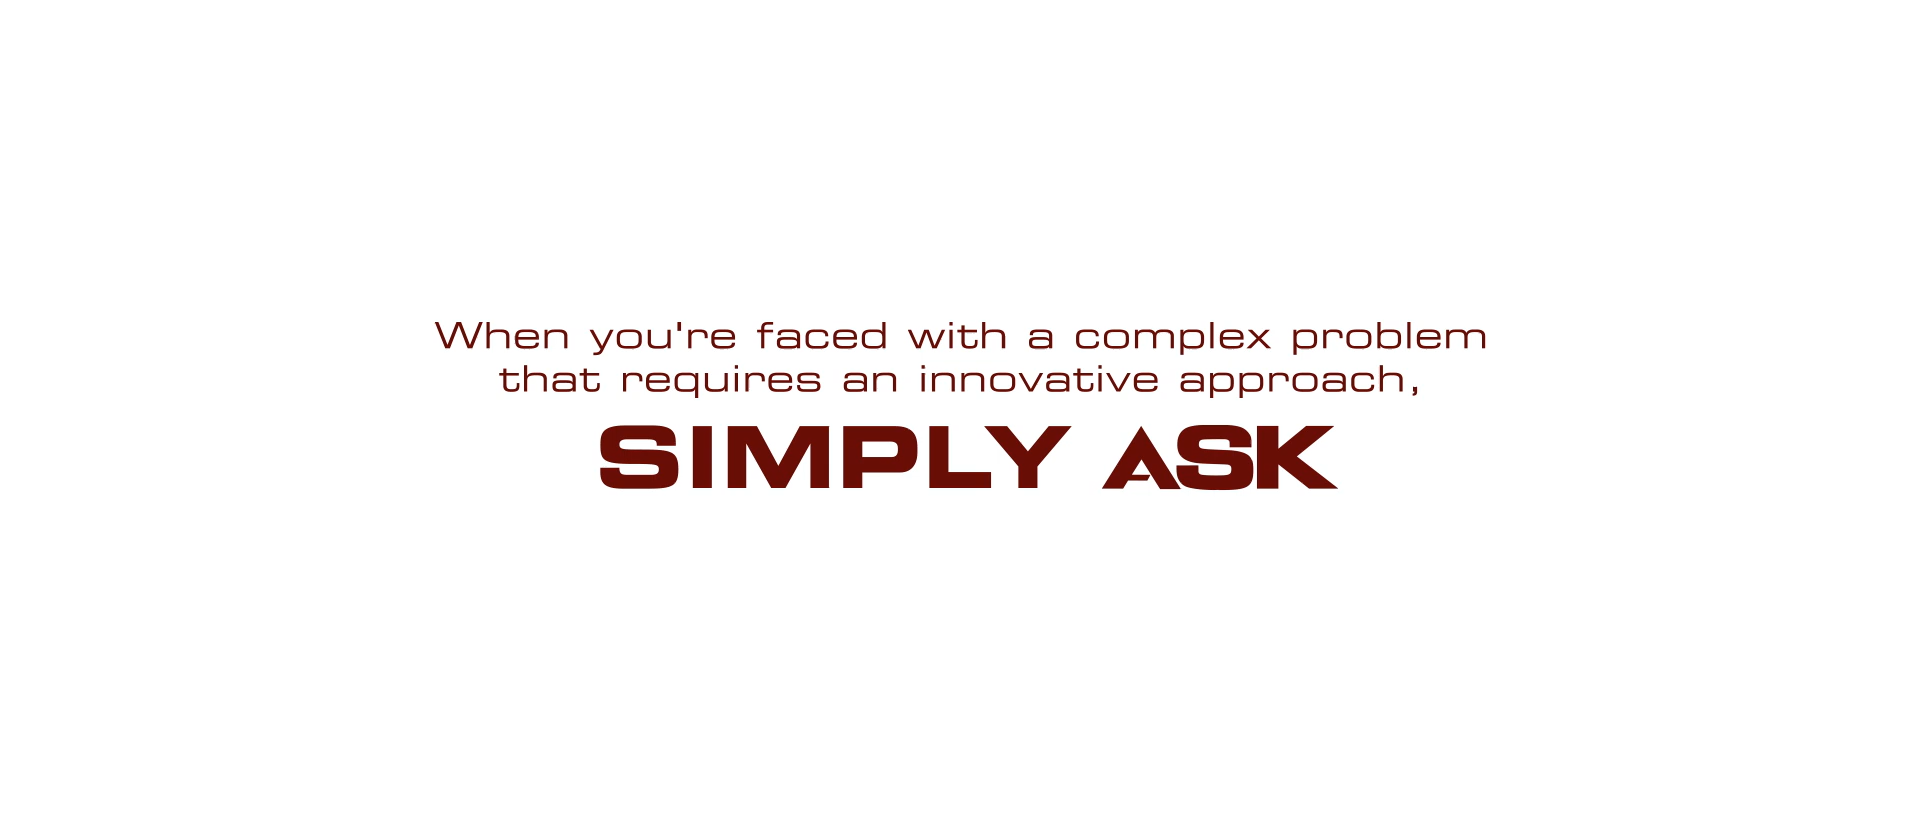 When you're faced with a complex problem
that requires an innovative approach,
SIMPLY ASK